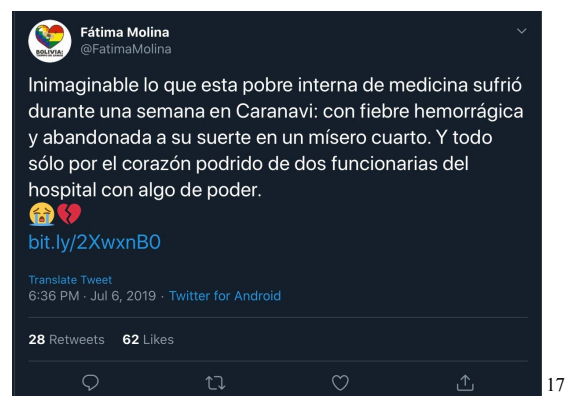 Fátima Molina
@FatimaMolina
Inimaginable lo que esta pobre interna de medicina sufrió
durante una semana en Caranavi: con fiebre hemorrágica
y abandonada a su suerte en un mísero cuarto. Y todo
sólo por el corazón podrido de dos funcionarias del
hospital con algo de poder.
😭💔
bit.ly/2XwxnB0
Translate Tweet
6:36 PM · Jul 6, 2019 · Twitter for Android
28 Retweets 62 Likes
17